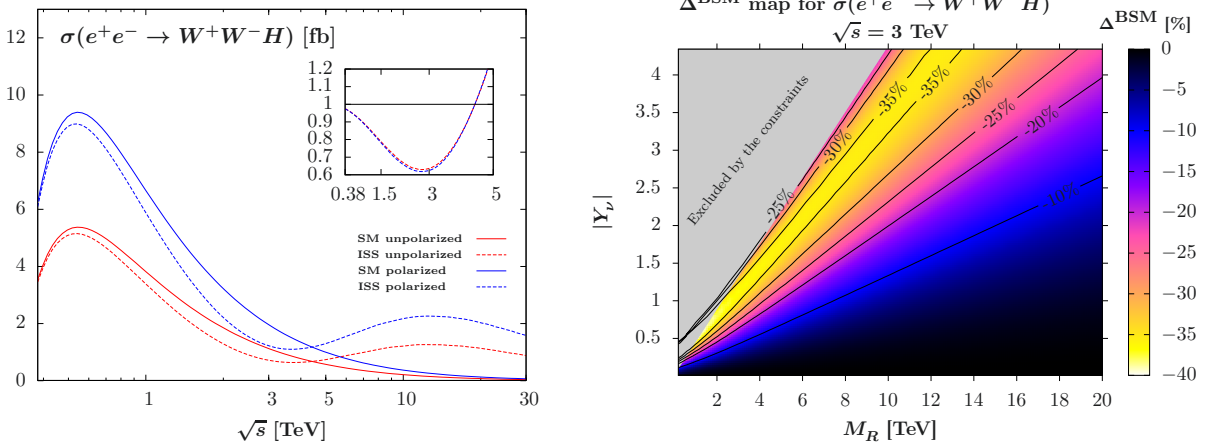 σ(e⁺e⁻ → W⁺W⁻H) [fb]
12
10
8
6
4
2
0
1.2
1.1
1
0.9
0.8
0.7
0.6
0.38 1.5 3 5
SM unpolarized
ISS unpolarized
SM polarized
ISS polarized
1 3 10 30
√s [TeV]
Δ^BSM map for σ(e⁺e⁻ → W⁺W⁻H)
√s = 3 TeV
Δ^BSM [%]
|Y_ν|
4
3.5
3
2.5
2
1.5
1
0.5
Excluded by the constraints
-25%
-30%
-35%
-35%
-30%
-25%
-20%
-10%
2 4 6 8 10 12 14 16 18 20
M_R [TeV]
0
−5
−10
−15
−20
−25
−30
−35
−40